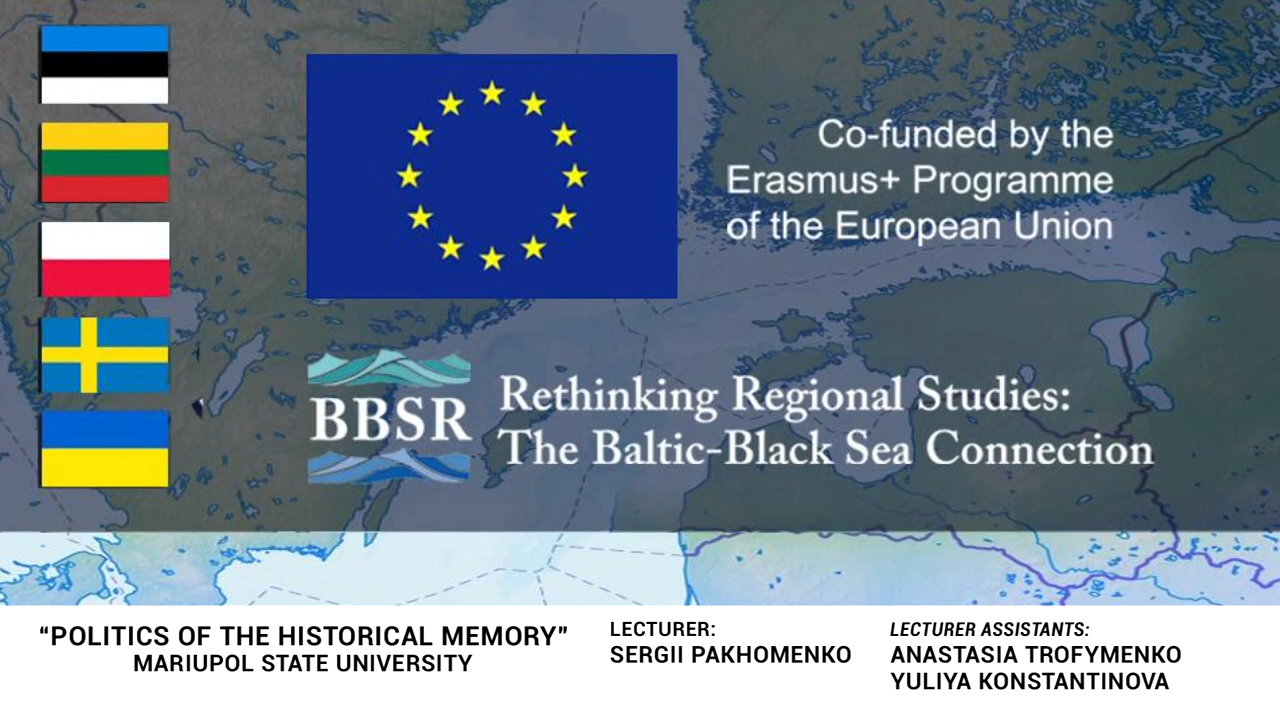 Co-funded by the
Erasmus+ Programme
of the European Union
BBSR
Rethinking Regional Studies:
The Baltic-Black Sea Connection
“POLITICS OF THE HISTORICAL MEMORY”
MARIUPOL STATE UNIVERSITY
LECTURER:
SERGII PAKHOMENKO
LECTURER ASSISTANTS:
ANASTASIA TROFYMENKO
YULIYA KONSTANTINOVA